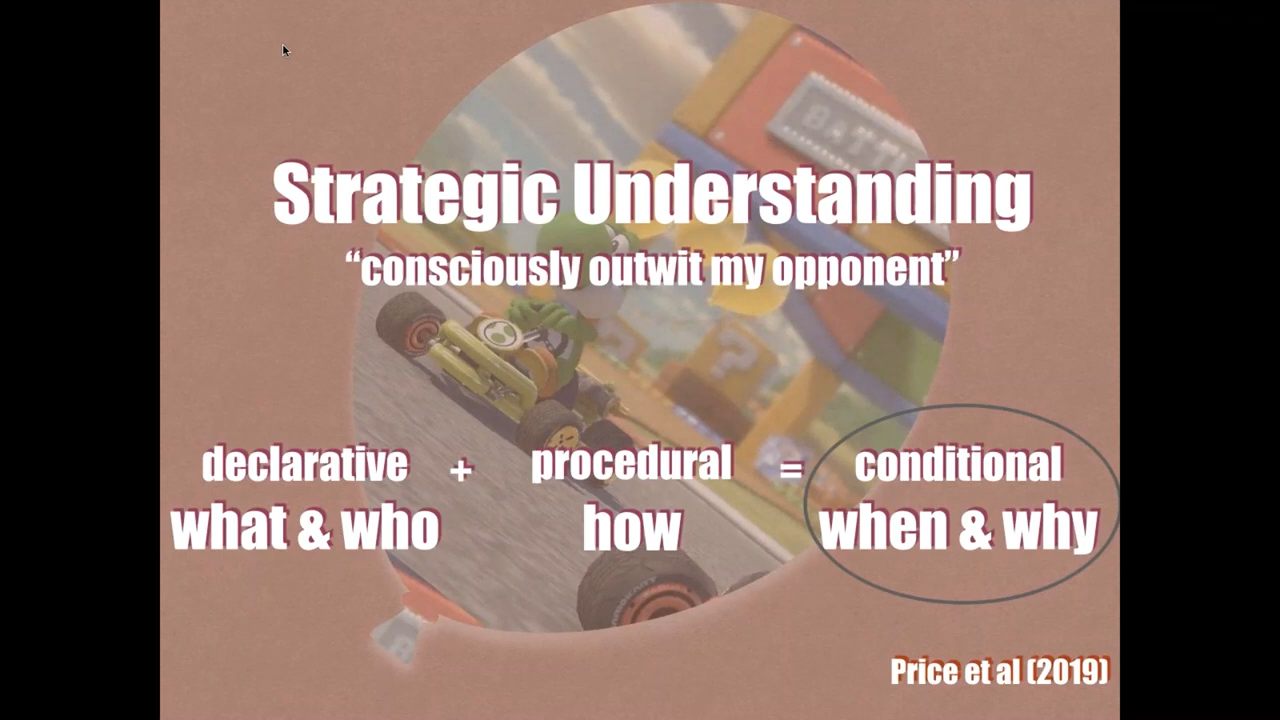 Strategic Understanding
“consciously outwit my opponent”
declarative + procedural = conditional
what & who how when & why
Price et al (2019)